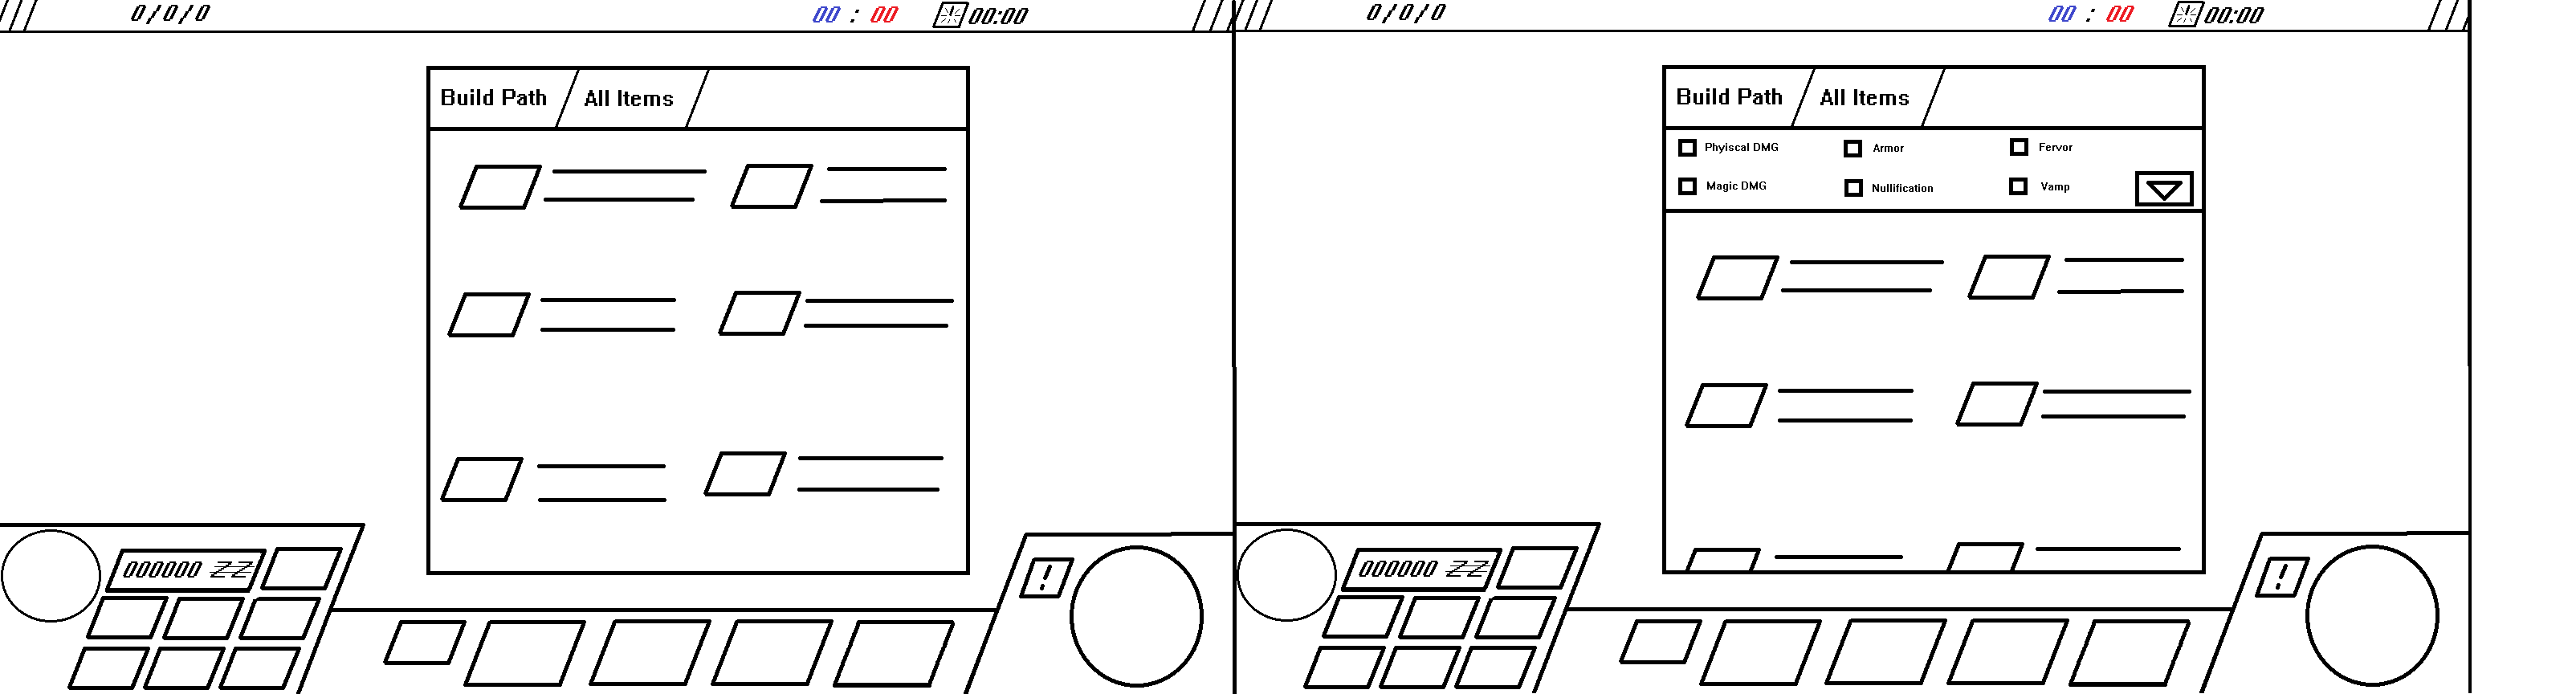 0/0/0 00 : 00 00:00
Build Path All Items
000000 ZZ
!
0/0/0 00 : 00 00:00
Build Path All Items
Phyiscal DMG Armor Fervor
Magic DMG Nullification Vamp
000000 ZZ
!